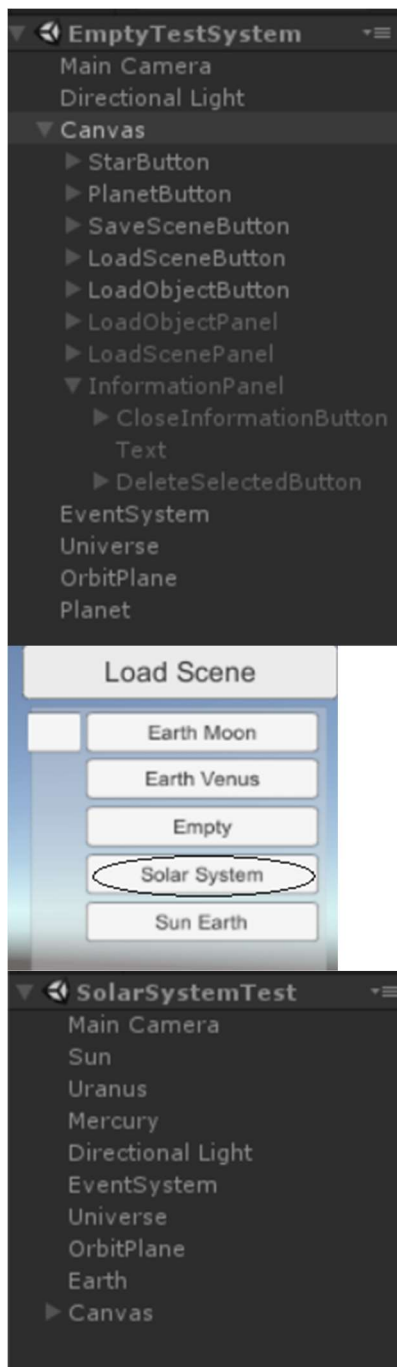 EmptyTestSystem
Main Camera
Directional Light
Canvas
StarButton
PlanetButton
SaveSceneButton
LoadSceneButton
LoadObjectButton
LoadObjectPanel
LoadScenePanel
InformationPanel
CloseInformationButton
Text
DeleteSelectedButton
EventSystem
Universe
OrbitPlane
Planet
Load Scene
Earth Moon
Earth Venus
Empty
Solar System
Sun Earth
SolarSystemTest
Main Camera
Sun
Uranus
Mercury
Directional Light
EventSystem
Universe
OrbitPlane
Earth
Canvas